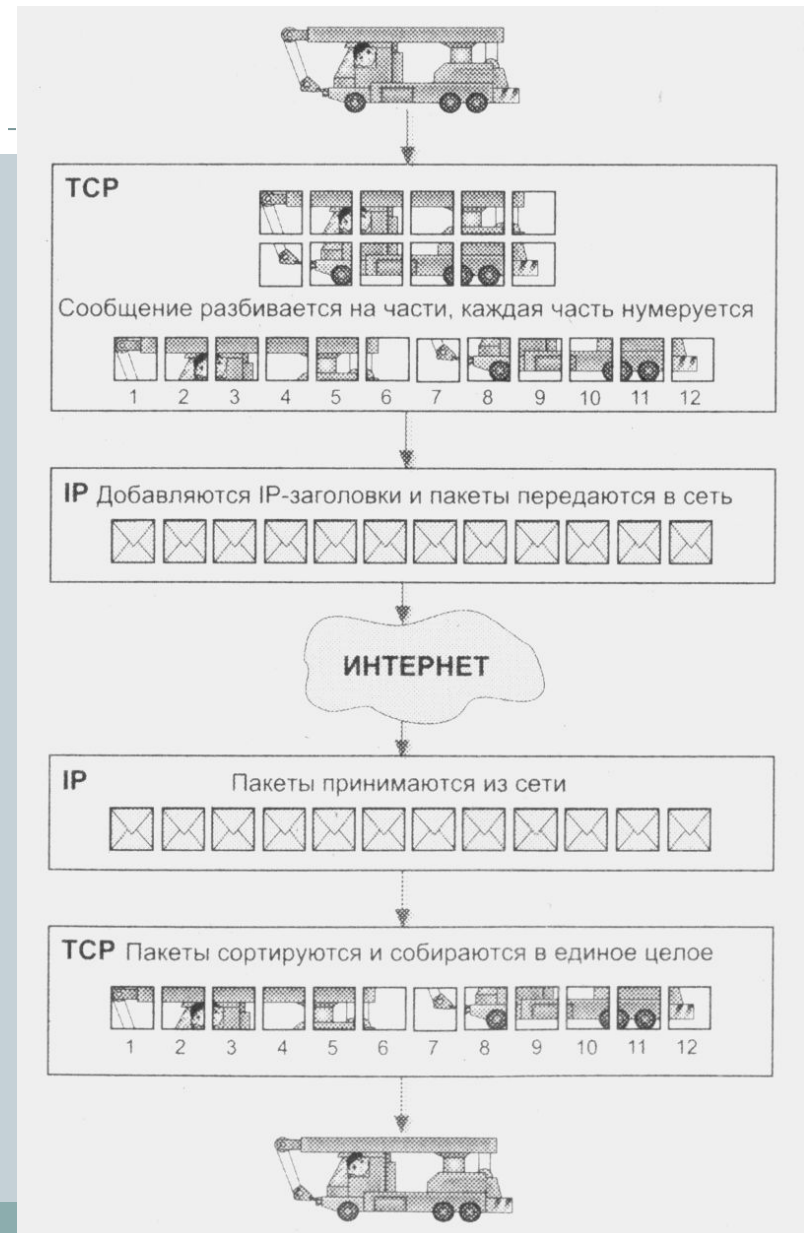 TCP
Сообщение разбивается на части, каждая часть нумеруется
1 2 3 4 5 6 7 8 9 10 11 12
IP Добавляются IP-заголовки и пакеты передаются в сеть
ИНТЕРНЕТ
IP Пакеты принимаются из сети
TCP Пакеты сортируются и собираются в единое целое
1 2 3 4 5 6 7 8 9 10 11 12